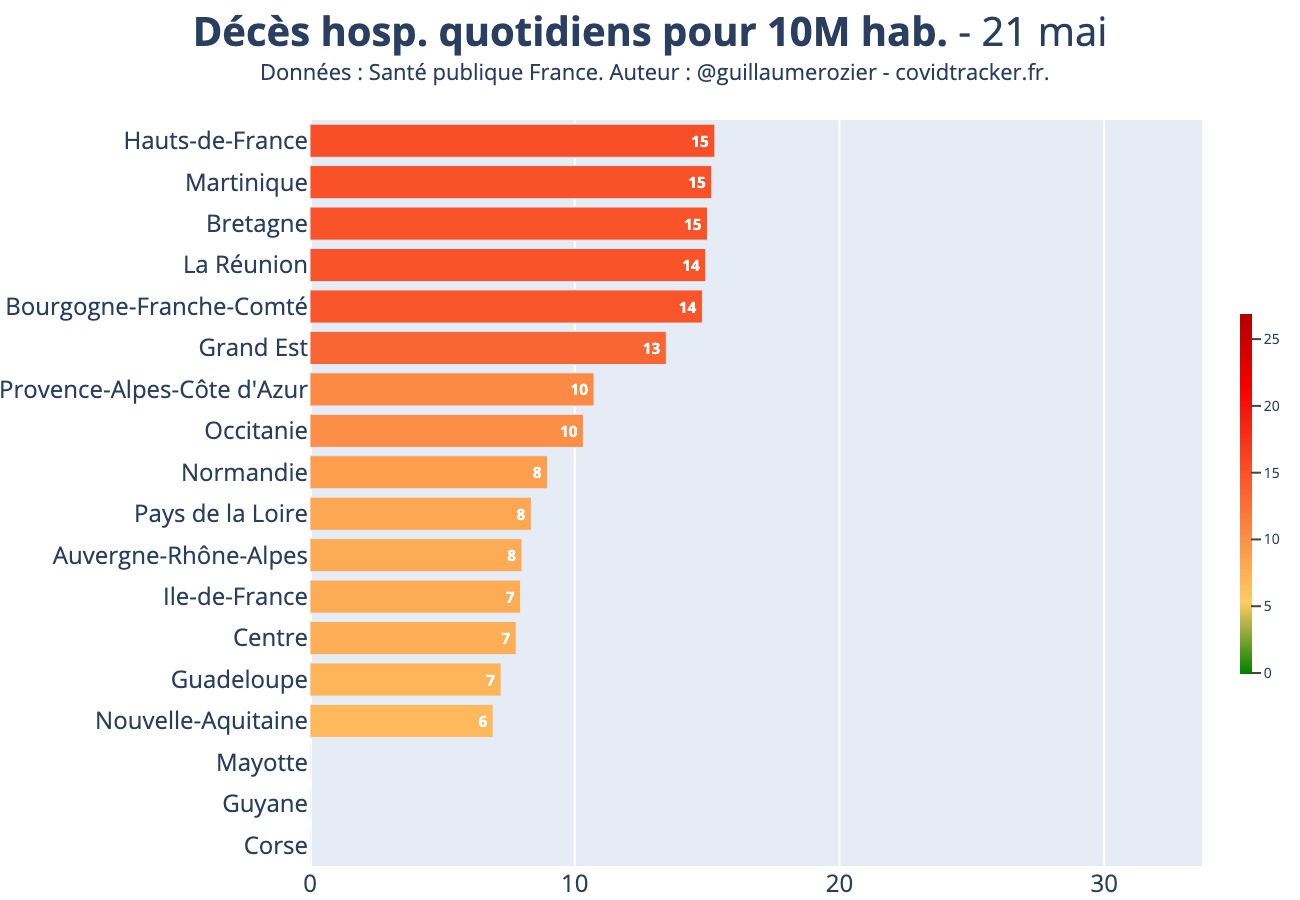 Décès hosp. quotidiens pour 10M hab. - 21 mai
Données : Santé publique France. Auteur : @guillaumerozier - covidtracker.fr.
Hauts-de-France 15
Martinique 15
Bretagne 15
La Réunion 14
Bourgogne-Franche-Comté 14
Grand Est 13
Provence-Alpes-Côte d'Azur 10
Occitanie 10
Normandie 8
Pays de la Loire 8
Auvergne-Rhône-Alpes 8
Ile-de-France 7
Centre 7
Guadeloupe 7
Nouvelle-Aquitaine 6
Mayotte
Guyane
Corse
0 10 20 30
25
20
15
10
5
0